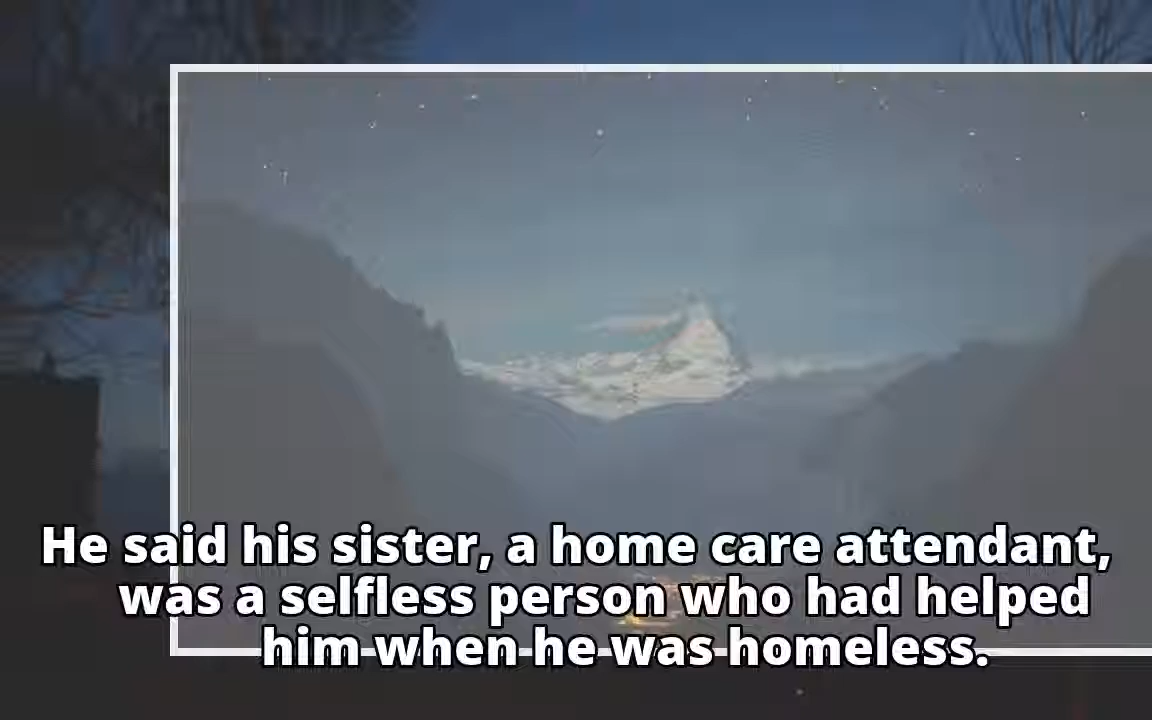 He said his sister, a home care attendant,
was a selfless person who had helped
him when he was homeless.